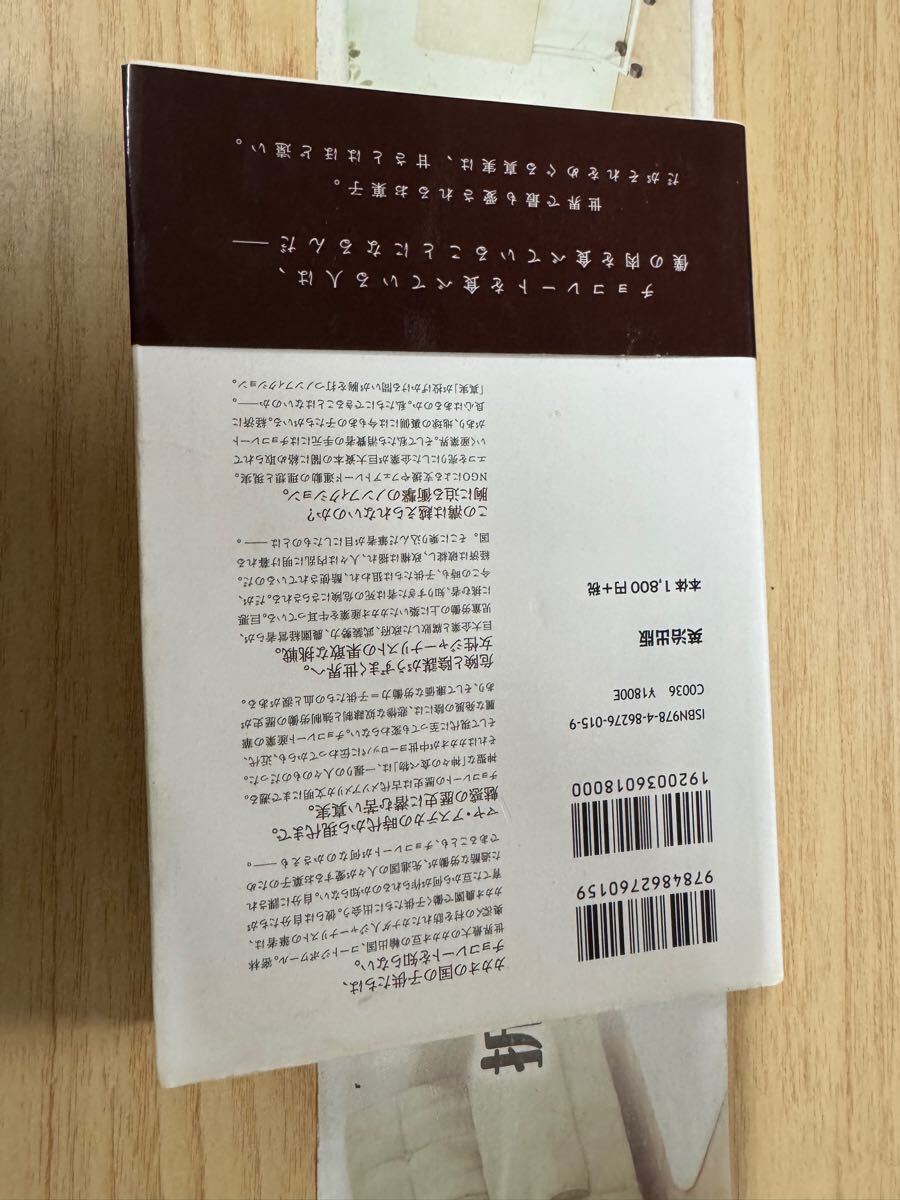 カカオの国の子供たちは、
チョコレートを知らない。
世界最大のカカオ豆の輸出国、コートジボワール。密林
奥深くの村を訪れたカナダ人ジャーナリストの筆者は、
カカオ農園で働く子供たちに出会う。彼らは自分たちが
育てた豆から何が作られるのか知らない。自分に課され
た過酷な労働が、先進国の人々が愛するお菓子のため
であることも、チョコレートが何なのかさえも——。
マヤ・アステカの時代から現代まで。
魅惑の歴史に潜む苦い真実。
チョコレートの歴史は古代メソアメリカ文明にまで遡る。
神聖な「神々の食べ物」は、一握りの人々のものだった。
それはカカオが中世ヨーロッパに伝わってからも、近代、
そして現代に至っても変わらない。チョコレート産業の華
麗な発展の陰には、悲惨な奴隷制と強制労働の歴史が
あり、そして現代の廉価な労働力＝子供たちの血と涙がある
危険と陰謀がうずまく世界へ。
女性ジャーナリストの果敢な挑戦。
巨大企業と腐敗した政府、武装勢力、農園経営者らが、
児童労働の上に築いたカカオ産業を牛耳っている。巨悪
に挑む者、知りすぎた者は死の危険にさらされる。だが、
今この時も、子供たちは狙われ、酷使されているのだ。
経済は破綻し、政権は揺れ、人々は内乱に明け暮れる
国。そこに乗り込んだ筆者が目にしたものとは——。
この溝は越えられないのか?
胸に迫る衝撃のノンフィクション。
NGOによる支援やフェアトレード運動の理想と現実。
エコを売りにした企業が巨大資本の闇に絡め取られて
いく産業界。そして私たち消費者の手元にはチョコレート
があり、地球の裏側には今もあの子たちがいる。経済に
良心はあるのか。私たちにできることはないのか——。
「真実」が投げかける問いが胸を打つノンフィクション。
9784862760159
1920036018000
ISBN978-4-86276-015-9
C0036 ¥1800E
英治出版
本体1,800円＋税
チョコレートを食べている人は、
僕の肉を食べていることになるんだ——
世界で最も愛されるお菓子。
だがそれをめぐる真実は、甘さとはほど遠い。